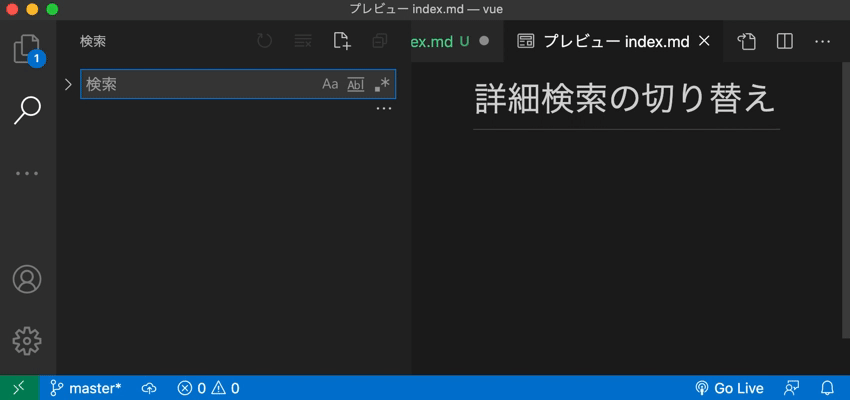 プレビュー index.md — vue
検索
ex.md U
プレビュー index.md
1
検索 Aa Abl
詳細検索の切り替え
master* 0 0 Go Live